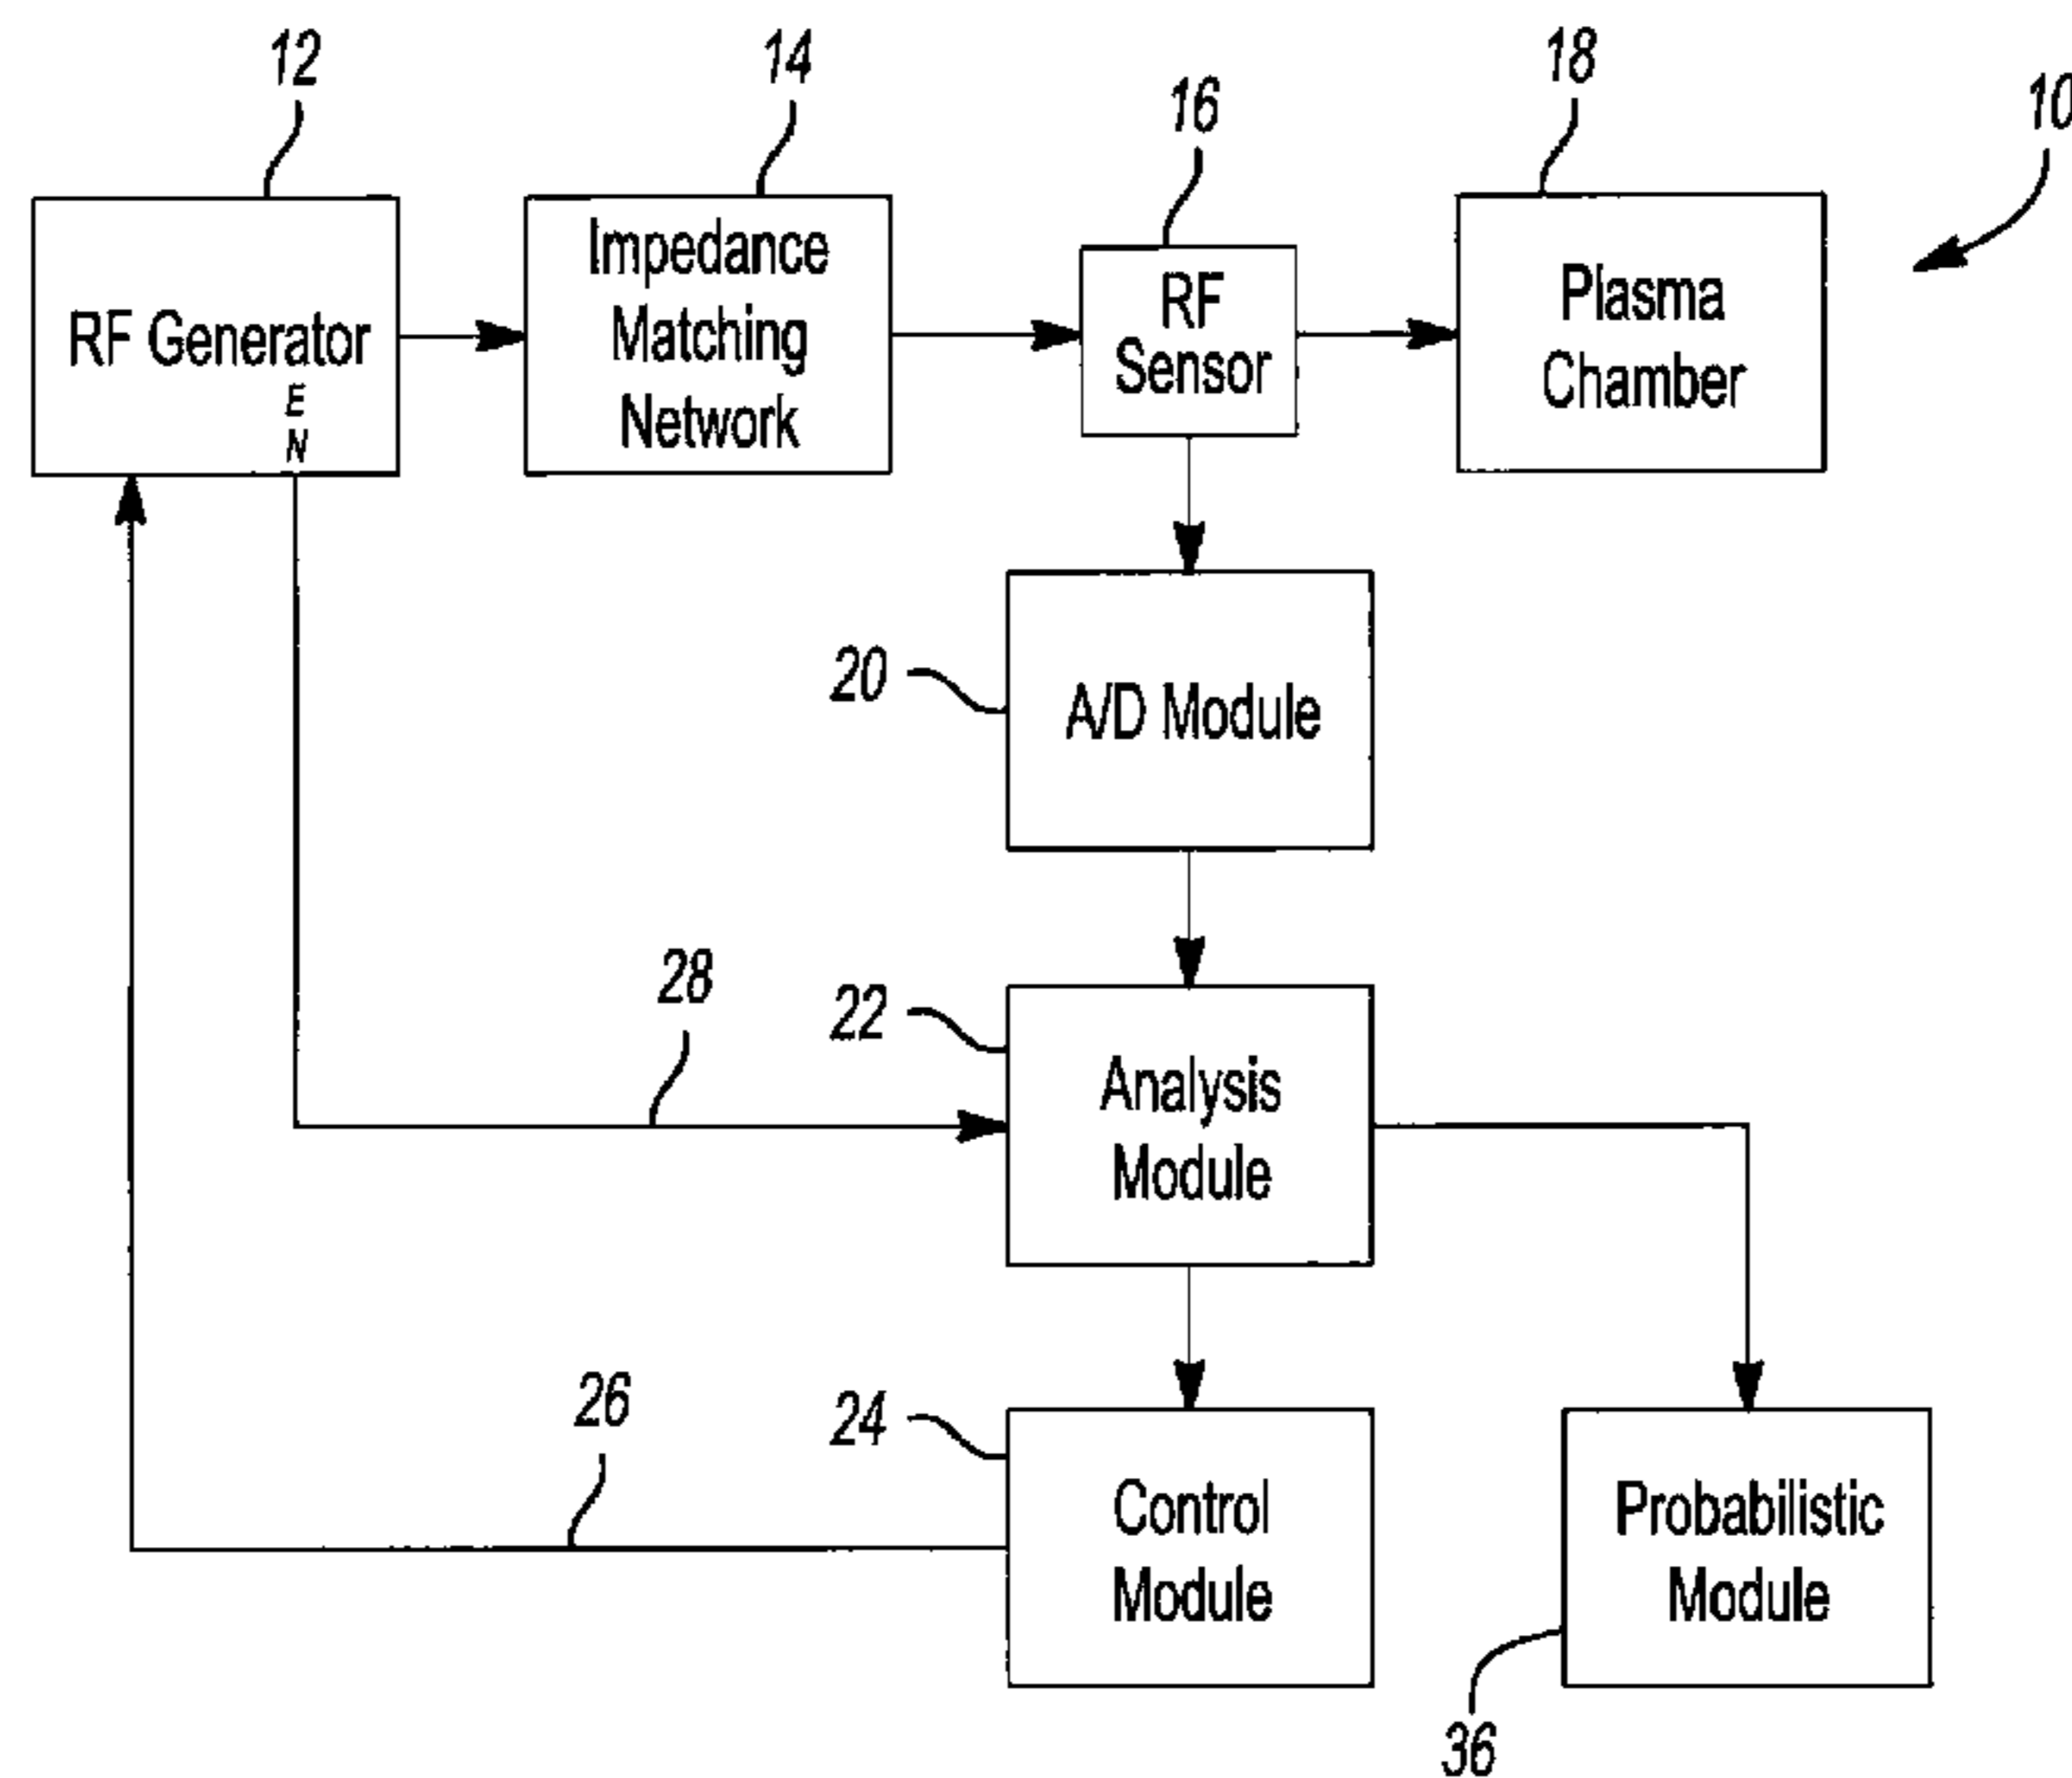 12
14
16
18
10
RF Generator
E
N
Impedance
Matching
Network
RF
Sensor
Plasma
Chamber
20
A/D Module
28
22
Analysis
Module
26
24
Control
Module
Probabilistic
Module
36